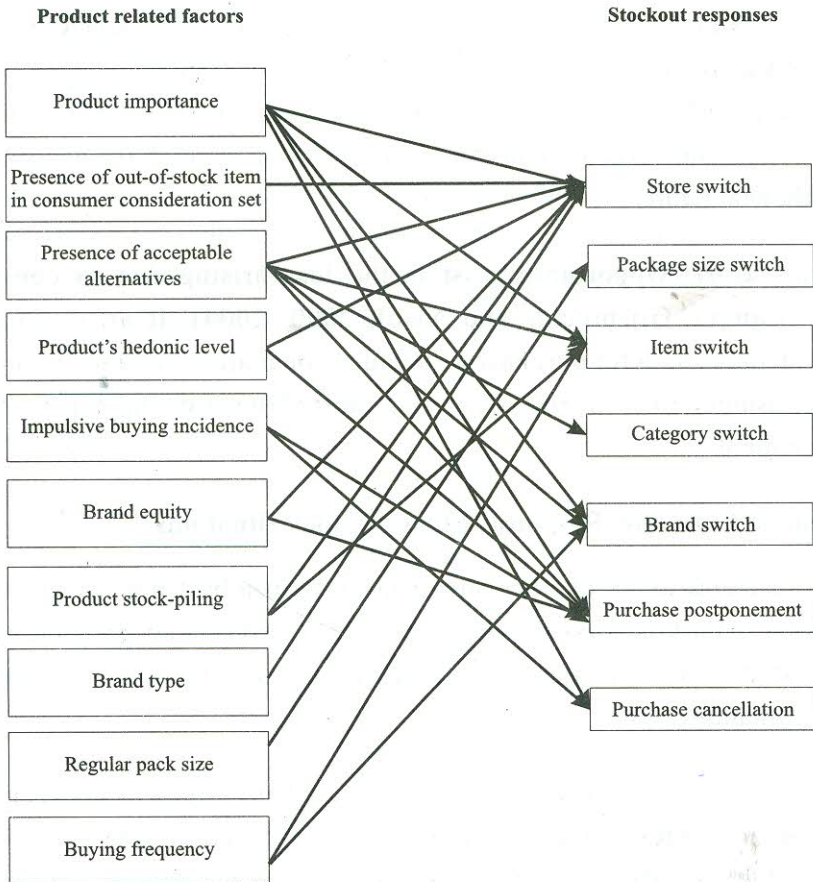 Product related factors
Stockout responses
Product importance
Presence of out-of-stock item
in consumer consideration set
Presence of acceptable
alternatives
Product's hedonic level
Impulsive buying incidence
Brand equity
Product stock-piling
Brand type
Regular pack size
Buying frequency
Store switch
Package size switch
Item switch
Category switch
Brand switch
Purchase postponement
Purchase cancellation